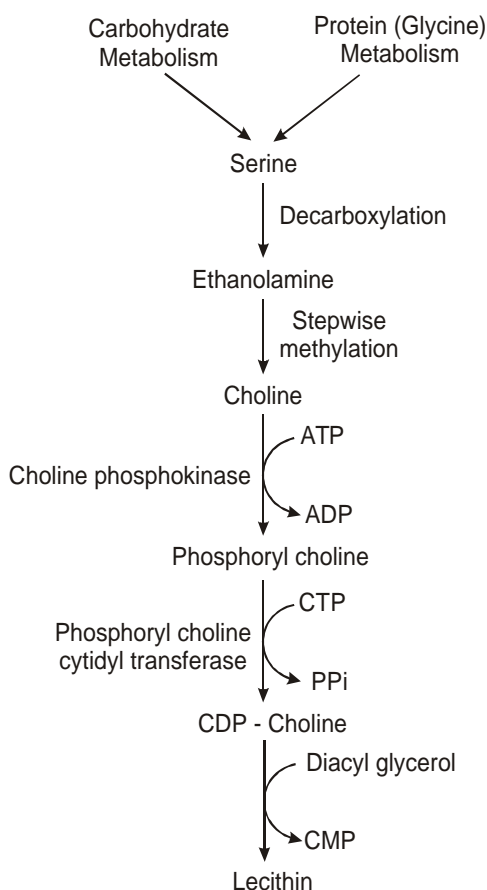 Carbohydrate
Metabolism
Protein (Glycine)
Metabolism
Serine
Decarboxylation
Ethanolamine
Stepwise
methylation
Choline
ATP
Choline phosphokinase
ADP
Phosphoryl choline
CTP
Phosphoryl choline
cytidyl transferase
PPi
CDP - Choline
Diacyl glycerol
CMP
Lecithin